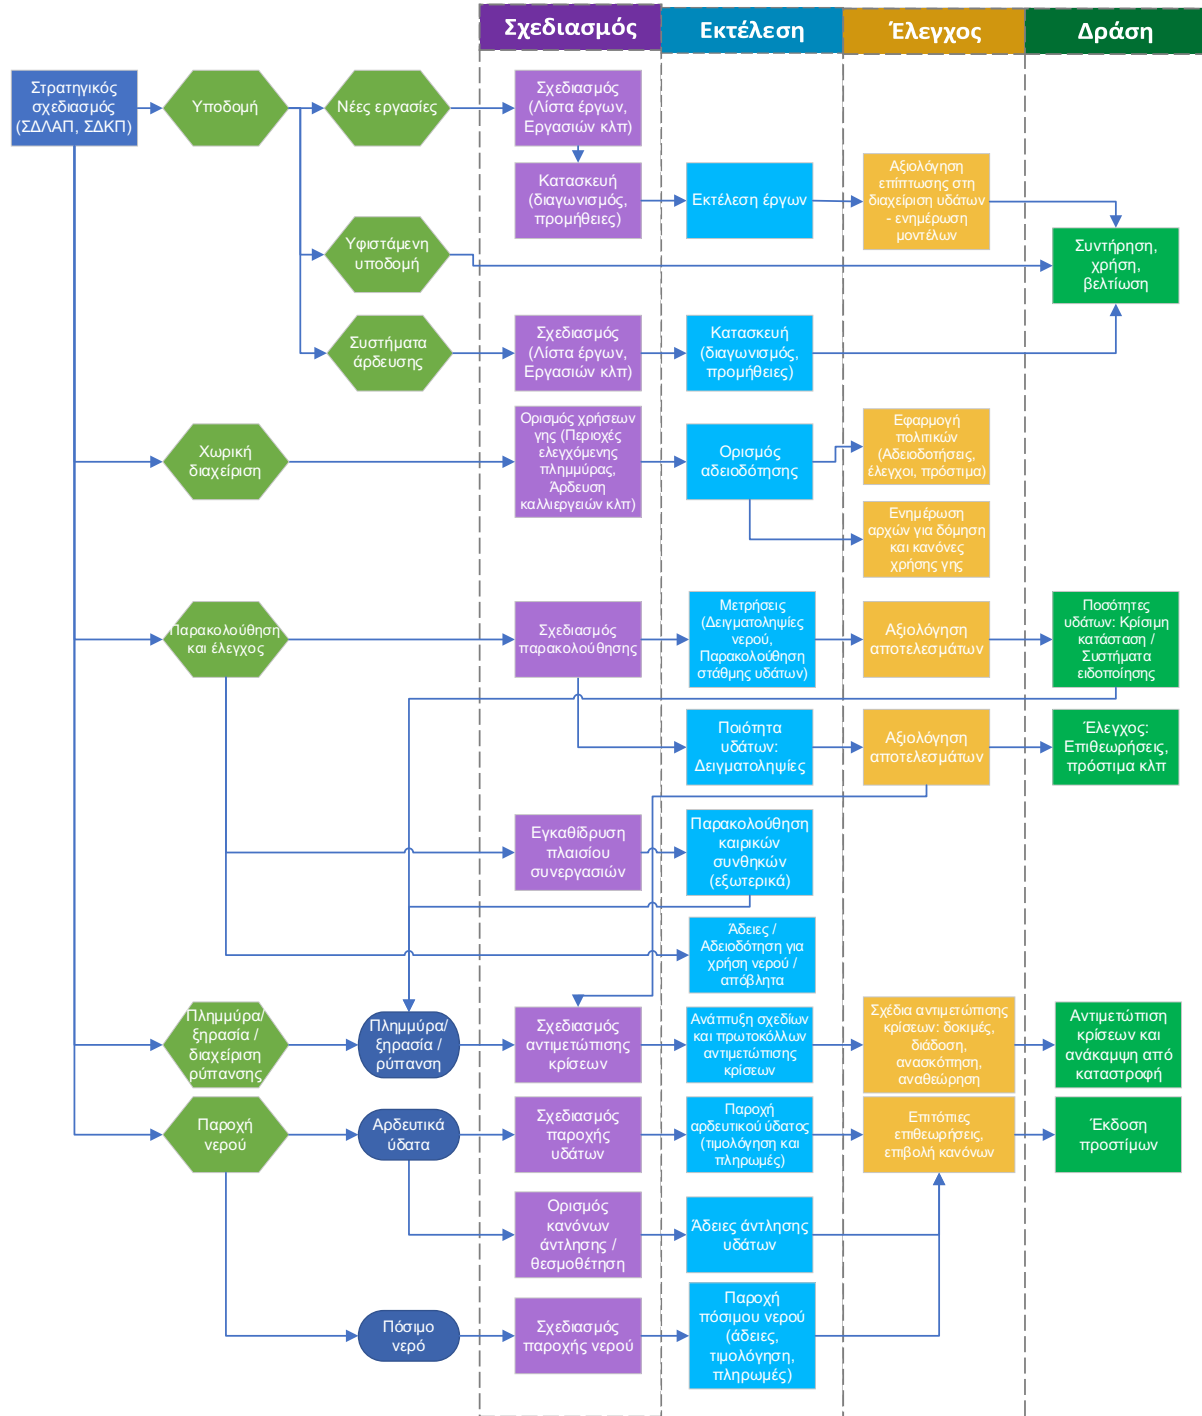 Σχεδιασμός
Εκτέλεση
Έλεγχος
Δράση
Στρατηγικός
σχεδιασμός
(ΣΔΛΑΠ, ΣΔΚΠ)
Υποδομή
Νέες εργασίες
Σχεδιασμός
(Λίστα έργων,
Εργασιών κλπ)
Κατασκευή
(διαγωνισμός,
προμήθειες)
Εκτέλεση έργων
Αξιολόγηση
επίπτωσης στη
διαχείριση υδάτων
- ενημέρωση
μοντέλων
Υφιστάμενη
υποδομή
Συντήρηση,
χρήση,
βελτίωση
Συστήματα
άρδευσης
Σχεδιασμός
(Λίστα έργων,
Εργασιών κλπ)
Κατασκευή
(διαγωνισμός,
προμήθειες)
Χωρική
διαχείριση
Ορισμός χρήσεων
γης (Περιοχές
ελεγχόμενης
πλημμύρας,
Άρδευση
καλλιεργειών κλπ)
Ορισμός
αδειοδότησης
Εφαρμογή
πολιτικών
(Αδειοδοτήσεις,
έλεγχοι, πρόστιμα)
Ενημέρωση
αρχών για δόμηση
και κανόνες
χρήσης γης
Παρακολούθηση
και έλεγχος
Σχεδιασμός
παρακολούθησης
Μετρήσεις
(Δειγματοληψίες
νερού,
Παρακολούθηση
στάθμης υδάτων)
Αξιολόγηση
αποτελεσμάτων
Ποσότητες
υδάτων: Κρίσιμη
κατάσταση /
Συστήματα
ειδοποίησης
Ποιότητα
υδάτων:
Δειγματοληψίες
Αξιολόγηση
αποτελεσμάτων
Έλεγχος:
Επιθεωρήσεις,
πρόστιμα κλπ
Εγκαθίδρυση
πλαισίου
συνεργασιών
Παρακολούθηση
καιρικών
συνθηκών
(εξωτερικά)
Άδειες /
Αδειοδότηση για
χρήση νερού /
απόβλητα
Πλημμύρα/
ξηρασία /
διαχείριση
ρύπανσης
Πλημμύρα/
ξηρασία /
ρύπανση
Σχεδιασμός
αντιμετώπισης
κρίσεων
Ανάπτυξη σχεδίων
και πρωτοκόλλων
αντιμετώπισης
κρίσεων
Σχέδια αντιμετώπισης
κρίσεων: δοκιμές,
διάδοση,
ανασκόπηση,
αναθεώρηση
Αντιμετώπιση
κρίσεων και
ανάκαμψη από
καταστροφή
Παροχή
νερού
Αρδευτικά
ύδατα
Σχεδιασμός
παροχής
υδάτων
Παροχή
αρδευτικού ύδατος
(τιμολόγηση και
πληρωμές)
Επιτόπιες
επιθεωρήσεις,
επιβολή κανόνων
Έκδοση
προστίμων
Ορισμός
κανόνων
άντλησης /
θεσμοθέτηση
Άδειες άντλησης
υδάτων
Πόσιμο
νερό
Σχεδιασμός
παροχής νερού
Παροχή
πόσιμου νερού
(άδειες,
τιμολόγηση,
πληρωμές)